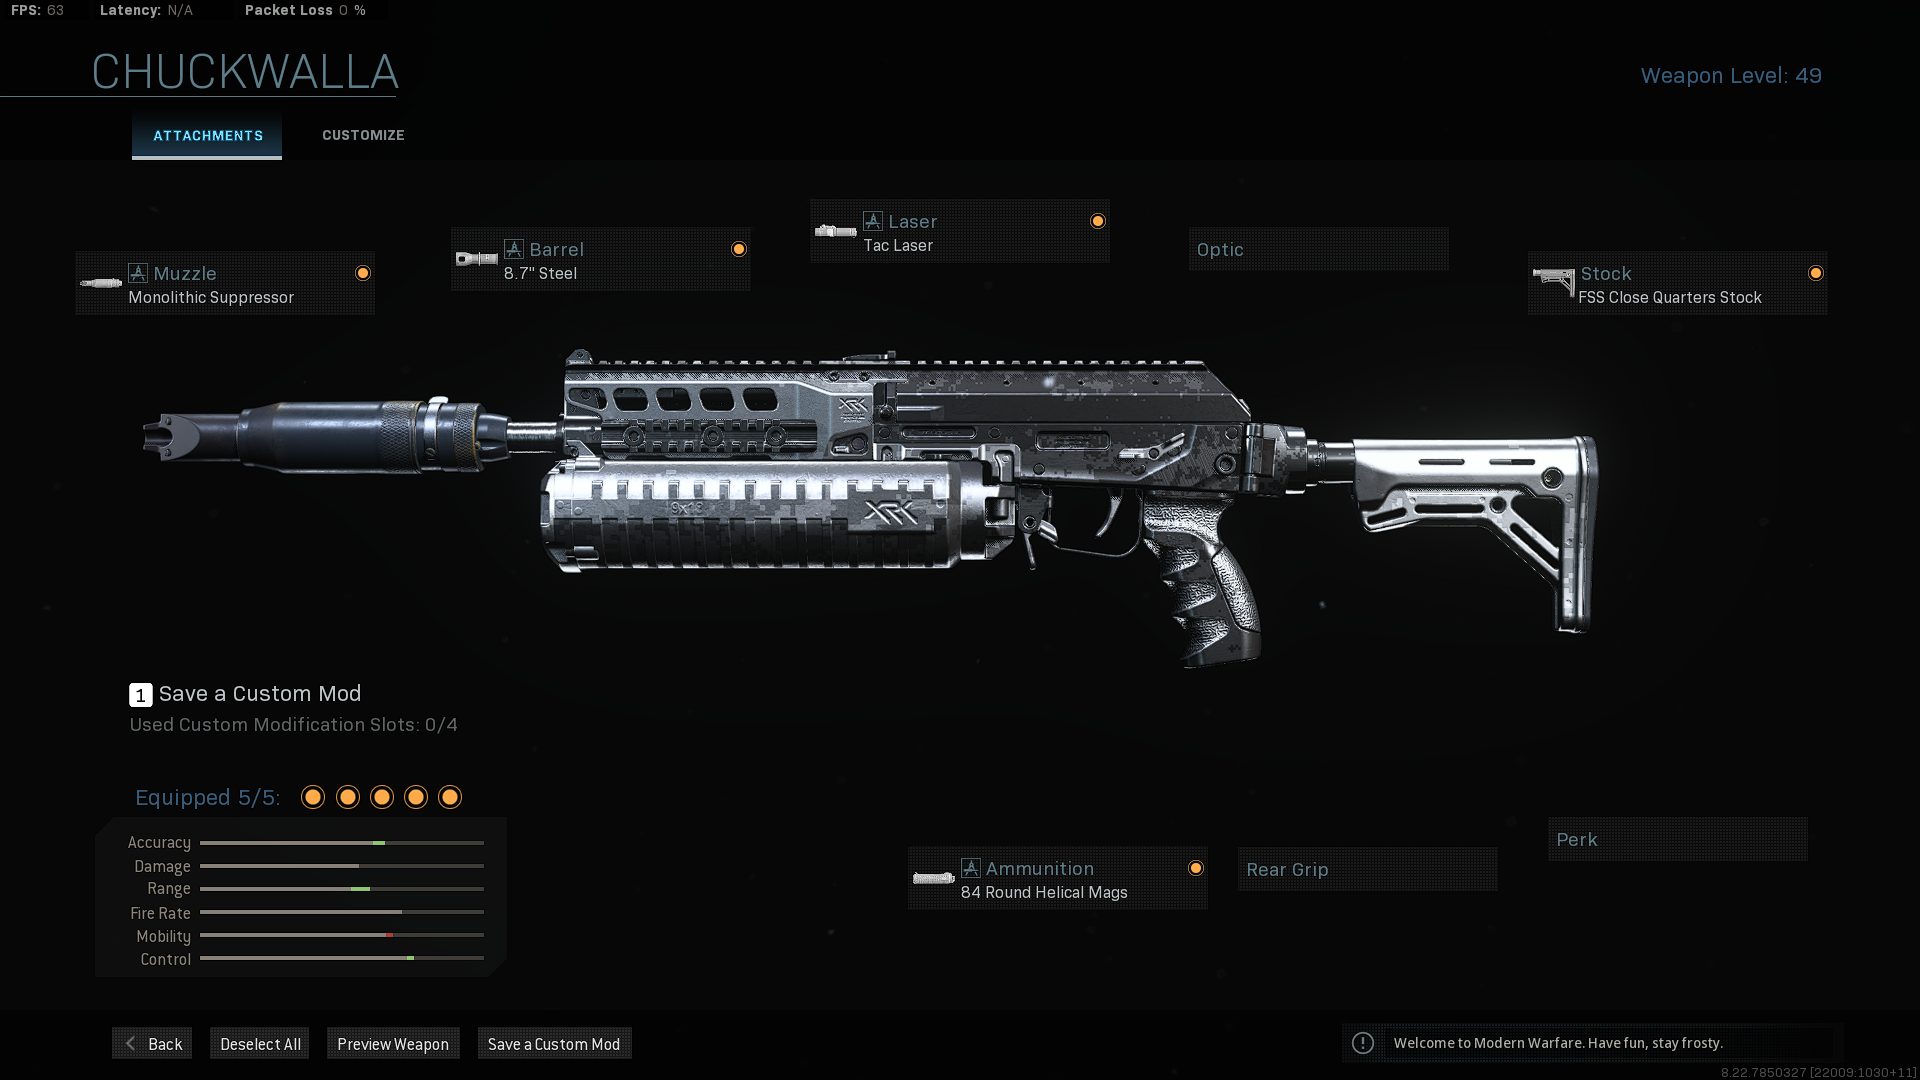 FPS: 63 Latency: N/A Packet Loss 0 %
CHUCKWALLA
Weapon Level: 49
ATTACHMENTS CUSTOMIZE
Laser
Tac Laser
Barrel
8.7" Steel
Optic
Muzzle
Monolithic Suppressor
Stock
FSS Close Quarters Stock
XRK
9x18
XRK
1 Save a Custom Mod
Used Custom Modification Slots: 0/4
Equipped 5/5:
Accuracy
Damage
Range
Fire Rate
Mobility
Control
Ammunition
84 Round Helical Mags
Rear Grip
Perk
Back Deselect All Preview Weapon Save a Custom Mod
Welcome to Modern Warfare. Have fun, stay frosty.
8.22.7850327 [22009:1030+11]